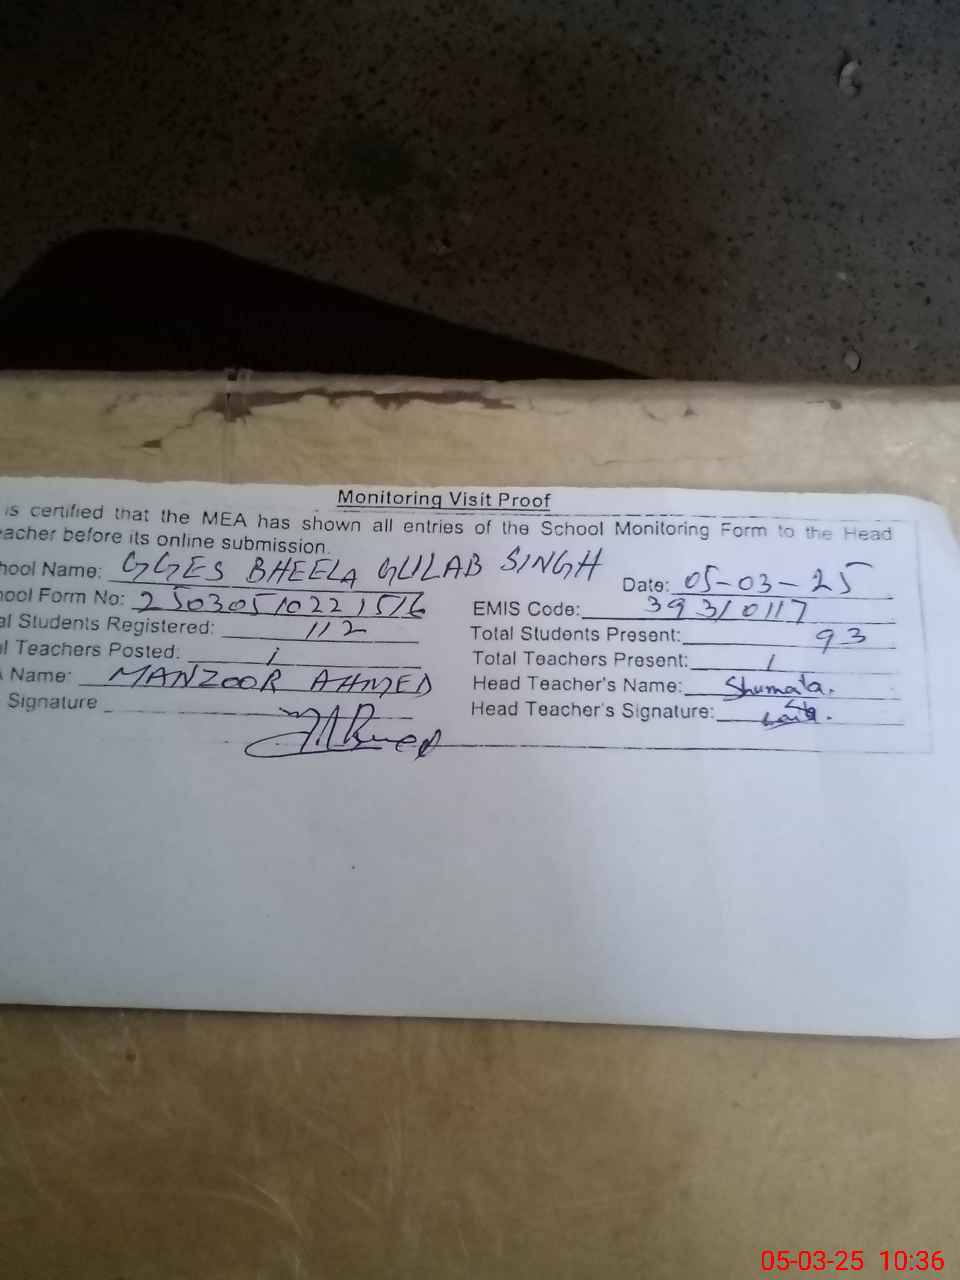 Monitoring Visit Proof
is certified that the MEA has shown all entries of the School Monitoring Form to the Head
eacher before its online submission.
hool Name: GGES BHEELA GULAB SINGH Date: 05-03-25
hool Form No: 25030510221516 EMIS Code: 39310117
al Students Registered: 112 Total Students Present: 93
l Teachers Posted: 1 Total Teachers Present: 1
Name: MANZOOR AHMED Head Teacher's Name: Shumaila.
Signature Head Teacher's Signature:
05-03-25 10:36